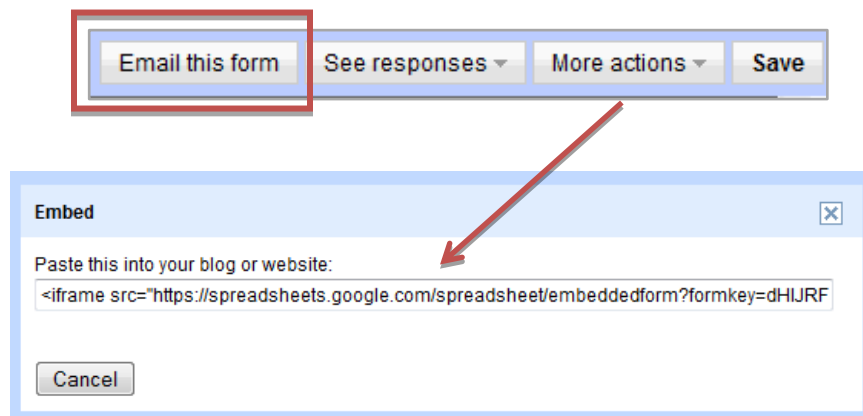 Email this form See responses More actions Save
Embed
Paste this into your blog or website:
<iframe src="https://spreadsheets.google.com/spreadsheet/embeddedform?formkey=dHIJRF
Cancel